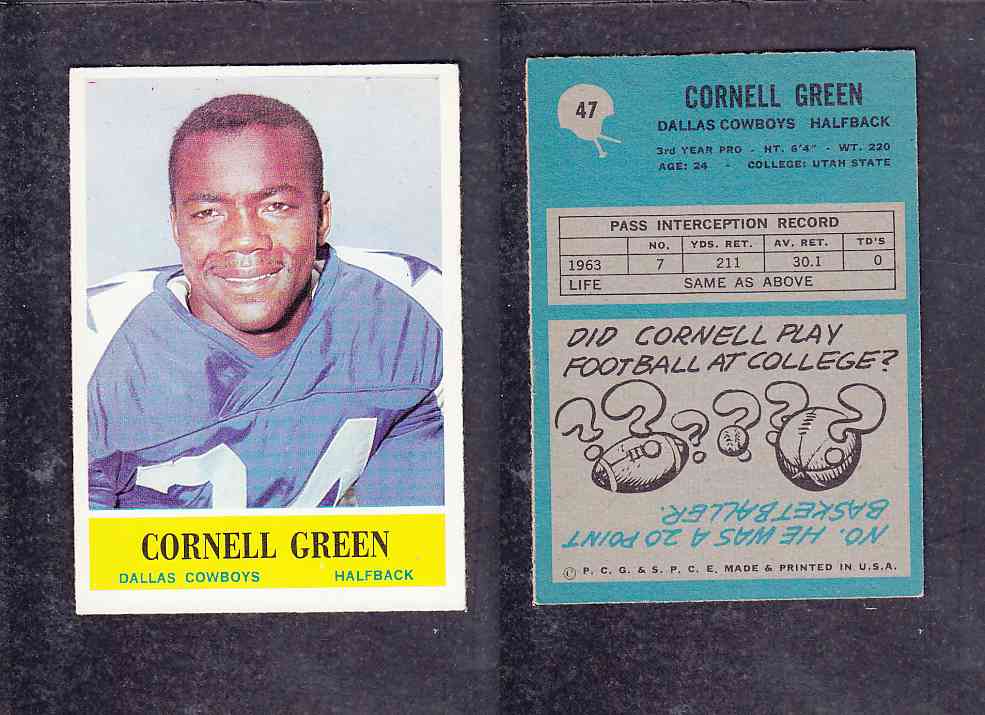 34
CORNELL GREEN
DALLAS COWBOYS HALFBACK
47
CORNELL GREEN
DALLAS COWBOYS HALFBACK
3rd YEAR PRO - HT. 6'4" - WT. 220
AGE: 24 - COLLEGE: UTAH STATE
PASS INTERCEPTION RECORD
NO. YDS. RET. AV. RET. TD'S
1963 7 211 30.1 0
LIFE SAME AS ABOVE
DID CORNELL PLAY
FOOTBALL AT COLLEGE?
NO. HE WAS A 20 POINT
BASKETBALLER.
© P. C. G. & S. P. C. E. MADE & PRINTED IN U.S.A.